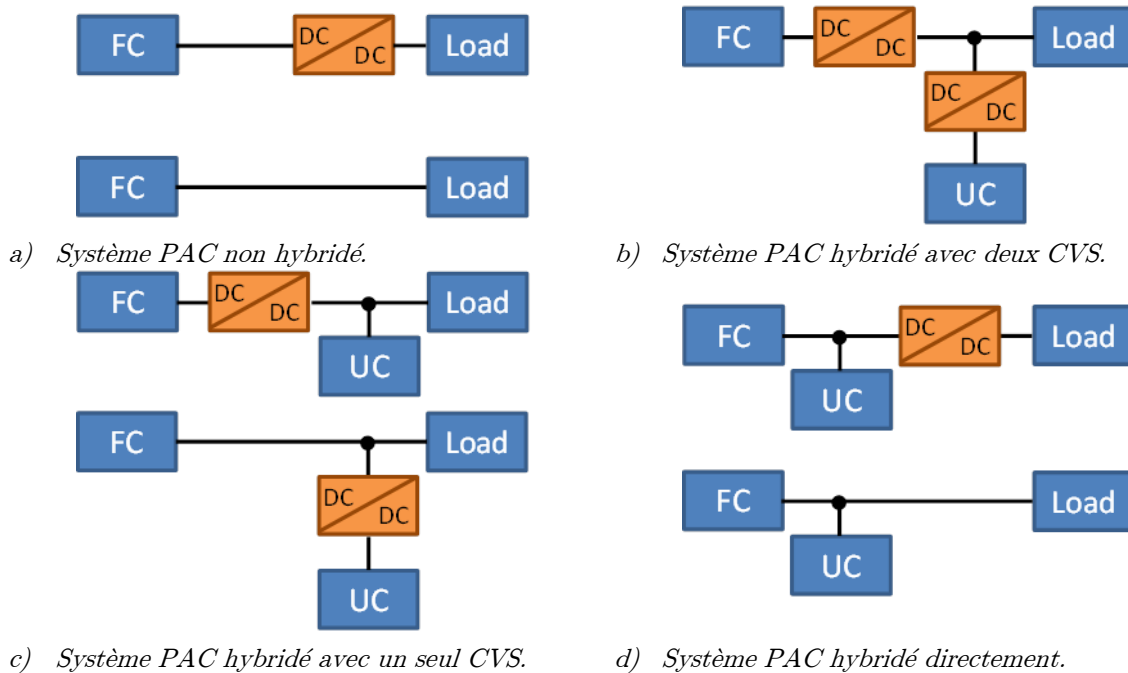 FC DC DC Load
FC Load
a) Système PAC non hybridé.
FC DC DC Load
DC DC
UC
b) Système PAC hybridé avec deux CVS.
FC DC DC Load
UC
FC Load
DC DC
UC
c) Système PAC hybridé avec un seul CVS.
FC DC DC Load
UC
FC Load
UC
d) Système PAC hybridé directement.